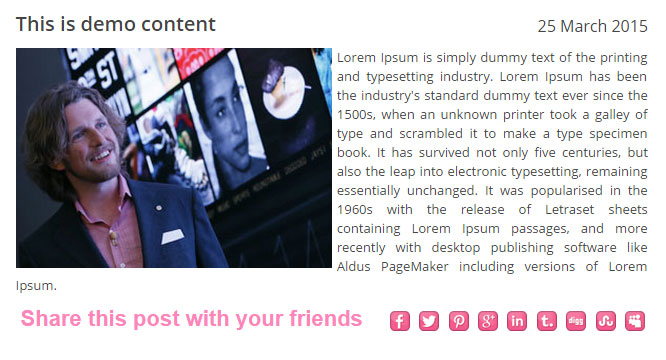 This is demo content
25 March 2015
Lorem Ipsum is simply dummy text of the printing
and typesetting industry. Lorem Ipsum has been
the industry's standard dummy text ever since the
1500s, when an unknown printer took a galley of
type and scrambled it to make a type specimen
book. It has survived not only five centuries, but
also the leap into electronic typesetting, remaining
essentially unchanged. It was popularised in the
1960s with the release of Letraset sheets
containing Lorem Ipsum passages, and more
recently with desktop publishing software like
Aldus PageMaker including versions of Lorem
Ipsum.
Share this post with your friends
f g+ in t. digg